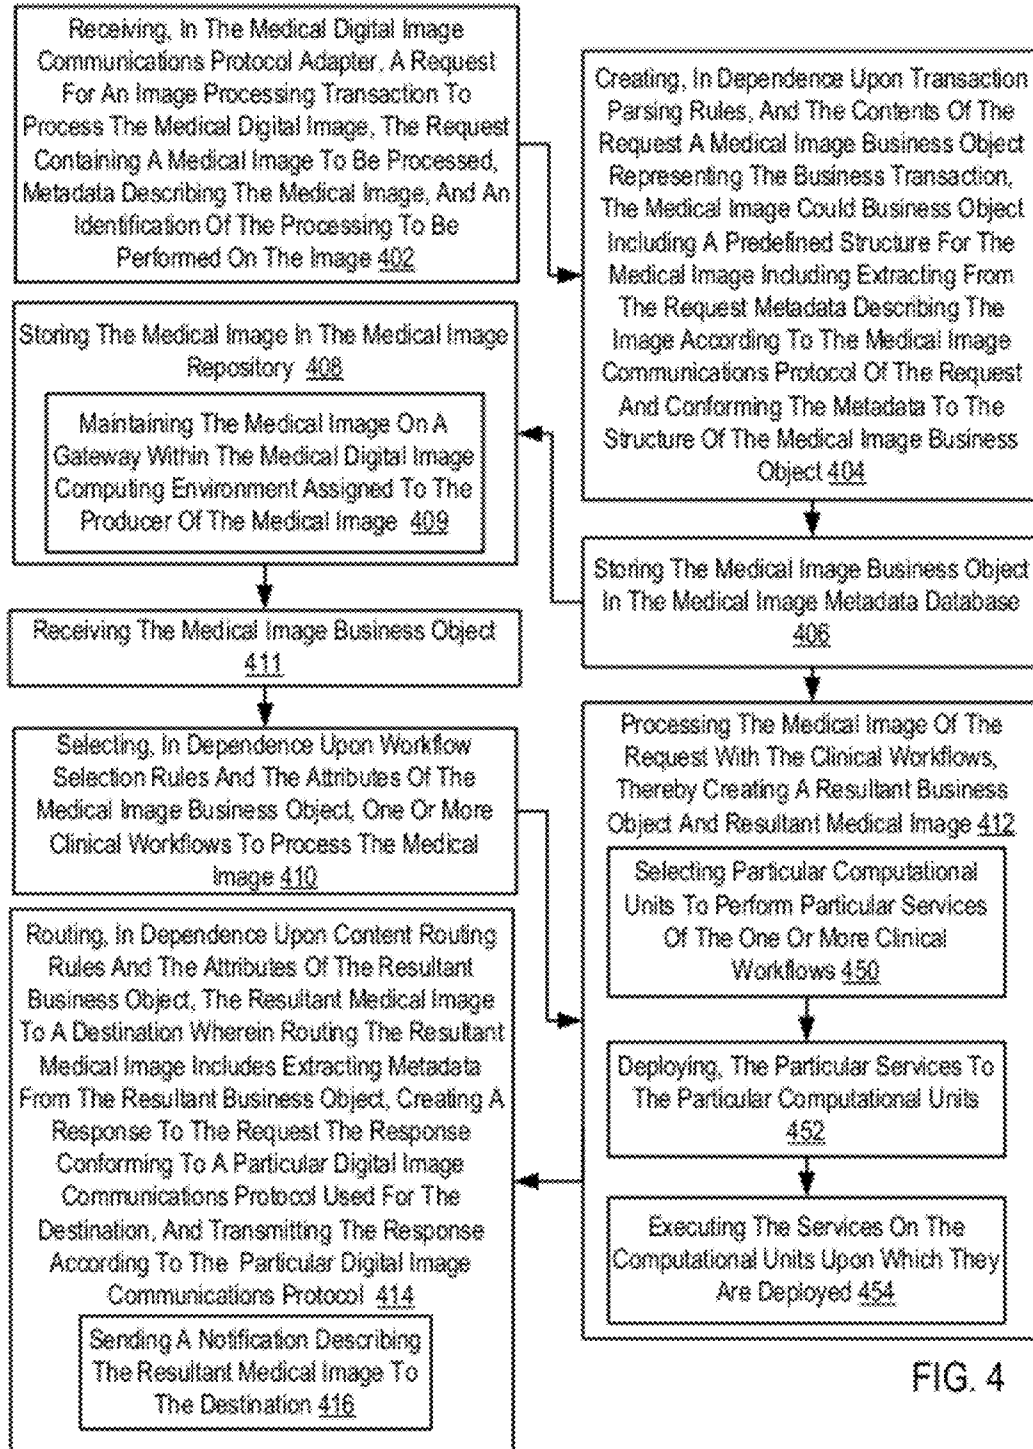 Receiving, In The Medical Digital Image
Communications Protocol Adapter, A Request
For An Image Processing Transaction To
Process The Medical Digital Image, The Request
Containing A Medical Image To Be Processed,
Metadata Describing The Medical Image, And An
Identification Of The Processing To Be
Performed On The Image 402
Creating, In Dependence Upon Transaction
Parsing Rules, And The Contents Of The
Request A Medical Image Business Object
Representing The Business Transaction,
The Medical Image Could Business Object
Including A Predefined Structure For The
Medical Image Including Extracting From
The Request Metadata Describing The
Image According To The Medical Image
Communications Protocol Of The Request
And Conforming The Metadata To The
Structure Of The Medical Image Business
Object 404
Storing The Medical Image Business Object
In The Medical Image Metadata Database
406
Storing The Medical Image In The Medical Image
Repository 408
Maintaining The Medical Image On A
Gateway Within The Medical Digital Image
Computing Environment Assigned To The
Producer Of The Medical Image 409
Receiving The Medical Image Business Object
411
Selecting, In Dependence Upon Workflow
Selection Rules And The Attributes Of The
Medical Image Business Object, One Or More
Clinical Workflows To Process The Medical
Image 410
Processing The Medical Image Of The
Request With The Clinical Workflows,
Thereby Creating A Resultant Business
Object And Resultant Medical Image 412
Selecting Particular Computational
Units To Perform Particular Services
Of The One Or More Clinical
Workflows 450
Deploying, The Particular Services To
The Particular Computational Units
452
Executing The Services On The
Computational Units Upon Which They
Are Deployed 454
Routing, In Dependence Upon Content Routing
Rules And The Attributes Of The Resultant
Business Object, The Resultant Medical Image
To A Destination Wherein Routing The Resultant
Medical Image Includes Extracting Metadata
From The Resultant Business Object, Creating A
Response To The Request The Response
Conforming To A Particular Digital Image
Communications Protocol Used For The
Destination, And Transmitting The Response
According To The Particular Digital Image
Communications Protocol 414
Sending A Notification Describing
The Resultant Medical Image To
The Destination 416
FIG. 4